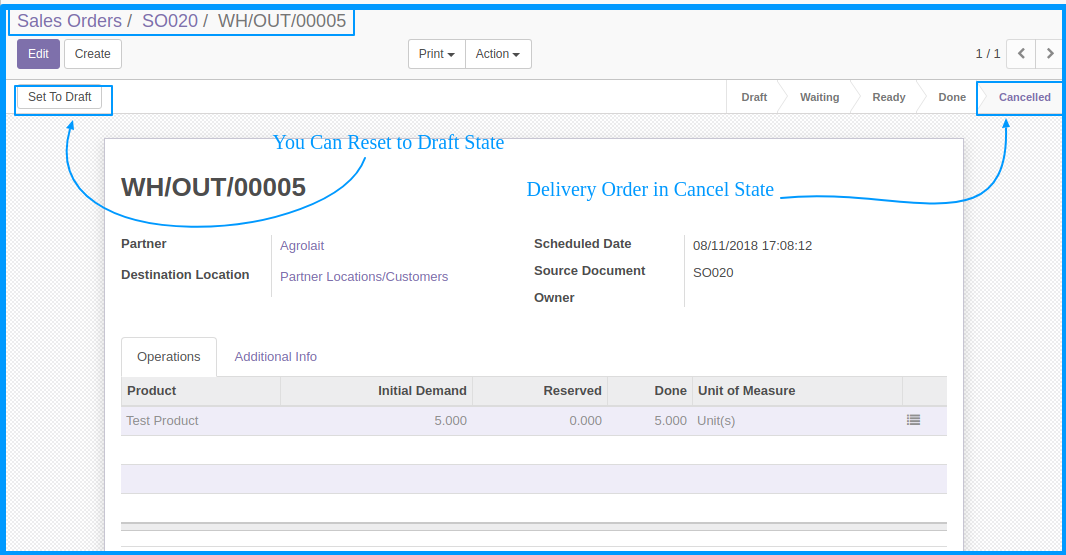 Sales Orders / SO020 / WH/OUT/00005
Edit Create Print Action 1 / 1
Set To Draft Draft Waiting Ready Done Cancelled
You Can Reset to Draft State
WH/OUT/00005
Delivery Order in Cancel State
Partner Agrolait Scheduled Date 08/11/2018 17:08:12
Destination Location Partner Locations/Customers Source Document SO020
Owner
Operations Additional Info
Product Initial Demand Reserved Done Unit of Measure
Test Product 5.000 0.000 5.000 Unit(s)